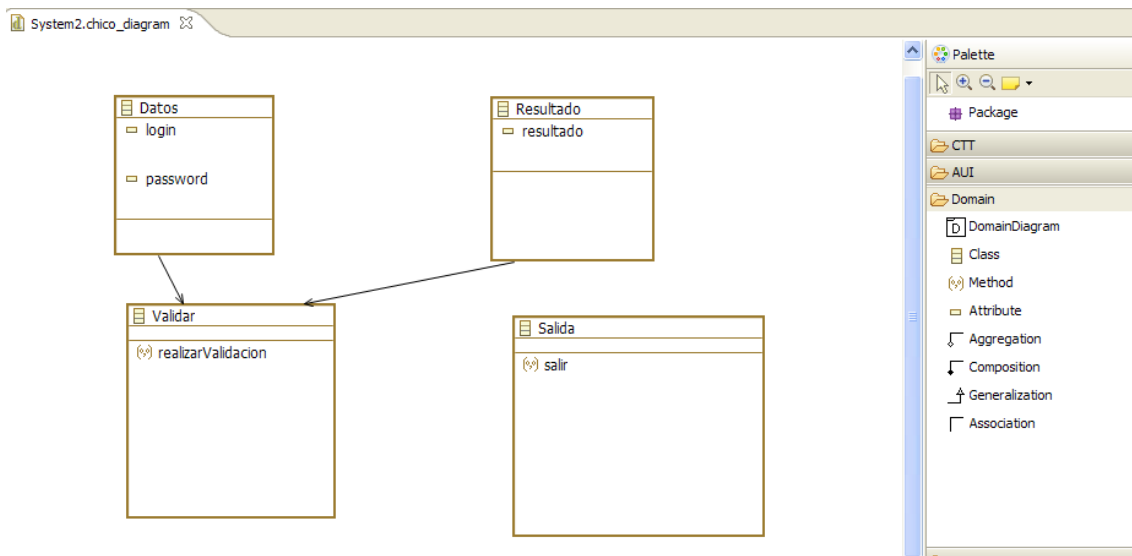 System2.chico_diagram
Datos
login
password
Resultado
resultado
Validar
realizarValidacion
Salida
salir
Palette
Package
CTT
AUI
Domain
D DomainDiagram
Class
Method
Attribute
Aggregation
Composition
Generalization
Association